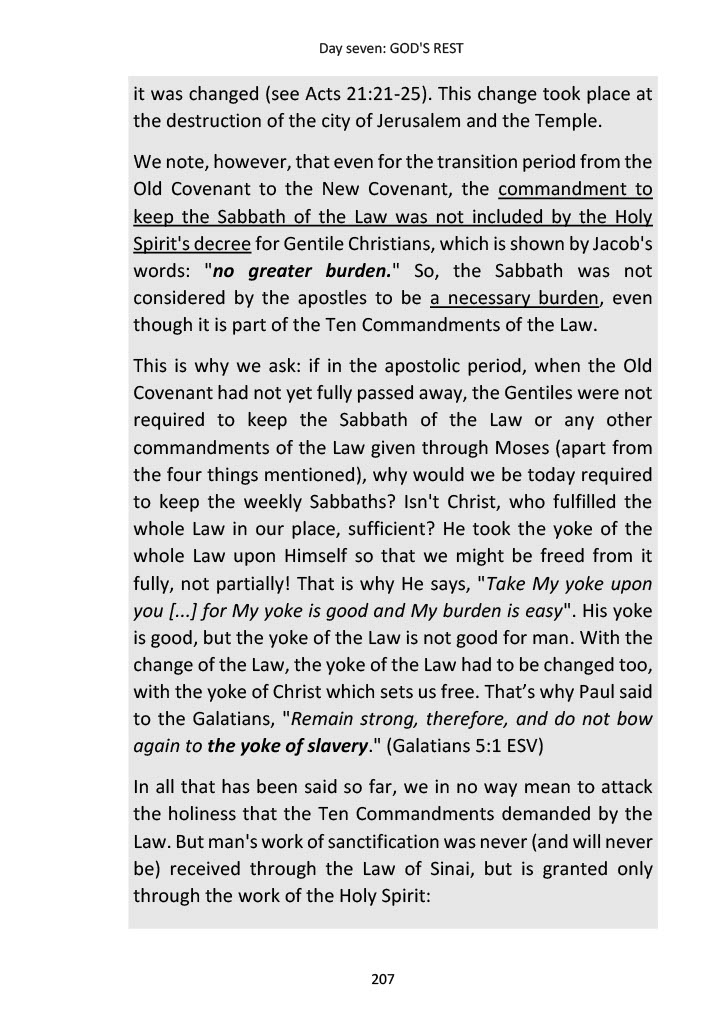 Day seven: GOD'S REST
it was changed (see Acts 21:21-25). This change took place at
the destruction of the city of Jerusalem and the Temple.
We note, however, that even for the transition period from the
Old Covenant to the New Covenant, the commandment to
keep the Sabbath of the Law was not included by the Holy
Spirit's decree for Gentile Christians, which is shown by Jacob's
words: "no greater burden." So, the Sabbath was not
considered by the apostles to be a necessary burden, even
though it is part of the Ten Commandments of the Law.
This is why we ask: if in the apostolic period, when the Old
Covenant had not yet fully passed away, the Gentiles were not
required to keep the Sabbath of the Law or any other
commandments of the Law given through Moses (apart from
the four things mentioned), why would we be today required
to keep the weekly Sabbaths? Isn't Christ, who fulfilled the
whole Law in our place, sufficient? He took the yoke of the
whole Law upon Himself so that we might be freed from it
fully, not partially! That is why He says, "Take My yoke upon
you [...] for My yoke is good and My burden is easy". His yoke
is good, but the yoke of the Law is not good for man. With the
change of the Law, the yoke of the Law had to be changed too,
with the yoke of Christ which sets us free. That’s why Paul said
to the Galatians, "Remain strong, therefore, and do not bow
again to the yoke of slavery." (Galatians 5:1 ESV)
In all that has been said so far, we in no way mean to attack
the holiness that the Ten Commandments demanded by the
Law. But man's work of sanctification was never (and will never
be) received through the Law of Sinai, but is granted only
through the work of the Holy Spirit:
207